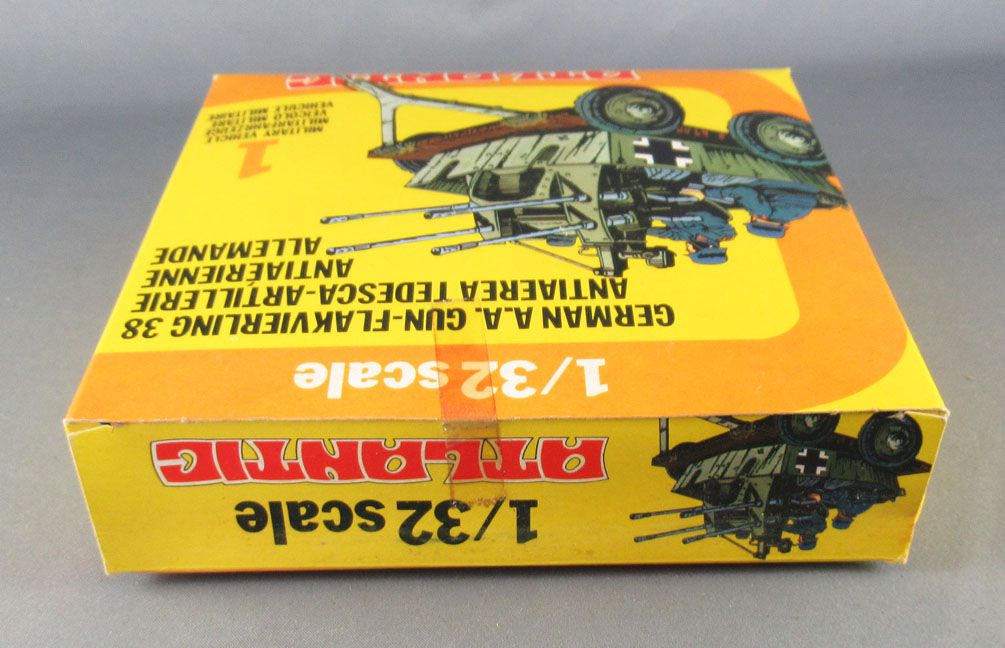 ATLANTIC
1
MILITARY VEHICLE
MILITARFAHRZEUGE
VEICOLO MILITARE
VEHICULE MILITAIRE
GERMAN A.A. GUN-FLAKVIERLING 38
ANTIAEREA TEDESCA-ARTILLERIE
ANTIAÉRIENNE
ALLEMANDE
1/32 scale
1/32 scale
ATLANTIC